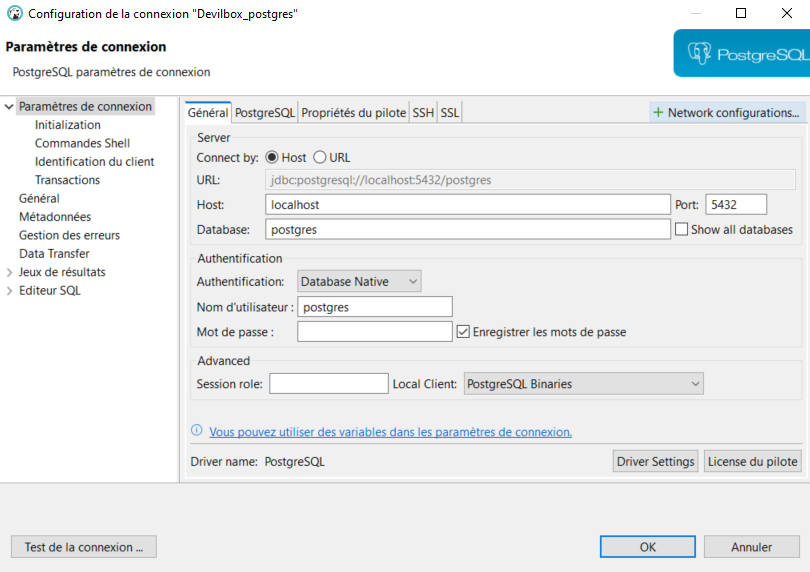 Configuration de la connexion "Devilbox_postgres"
Paramètres de connexion
PostgreSQL paramètres de connexion
PostgreSQL
Paramètres de connexion
Initialization
Commandes Shell
Identification du client
Transactions
Général
Métadonnées
Gestion des erreurs
Data Transfer
Jeux de résultats
Editeur SQL
Général PostgreSQL Propriétés du pilote SSH SSL + Network configurations...
Server
Connect by: Host URL
URL: jdbc:postgresql://localhost:5432/postgres
Host: localhost Port: 5432
Database: postgres Show all databases
Authentification
Authentification: Database Native
Nom d'utilisateur : postgres
Mot de passe : Enregistrer les mots de passe
Advanced
Session role: Local Client: PostgreSQL Binaries
Vous pouvez utiliser des variables dans les paramètres de connexion.
Driver name: PostgreSQL Driver Settings License du pilote
Test de la connexion ... OK Annuler